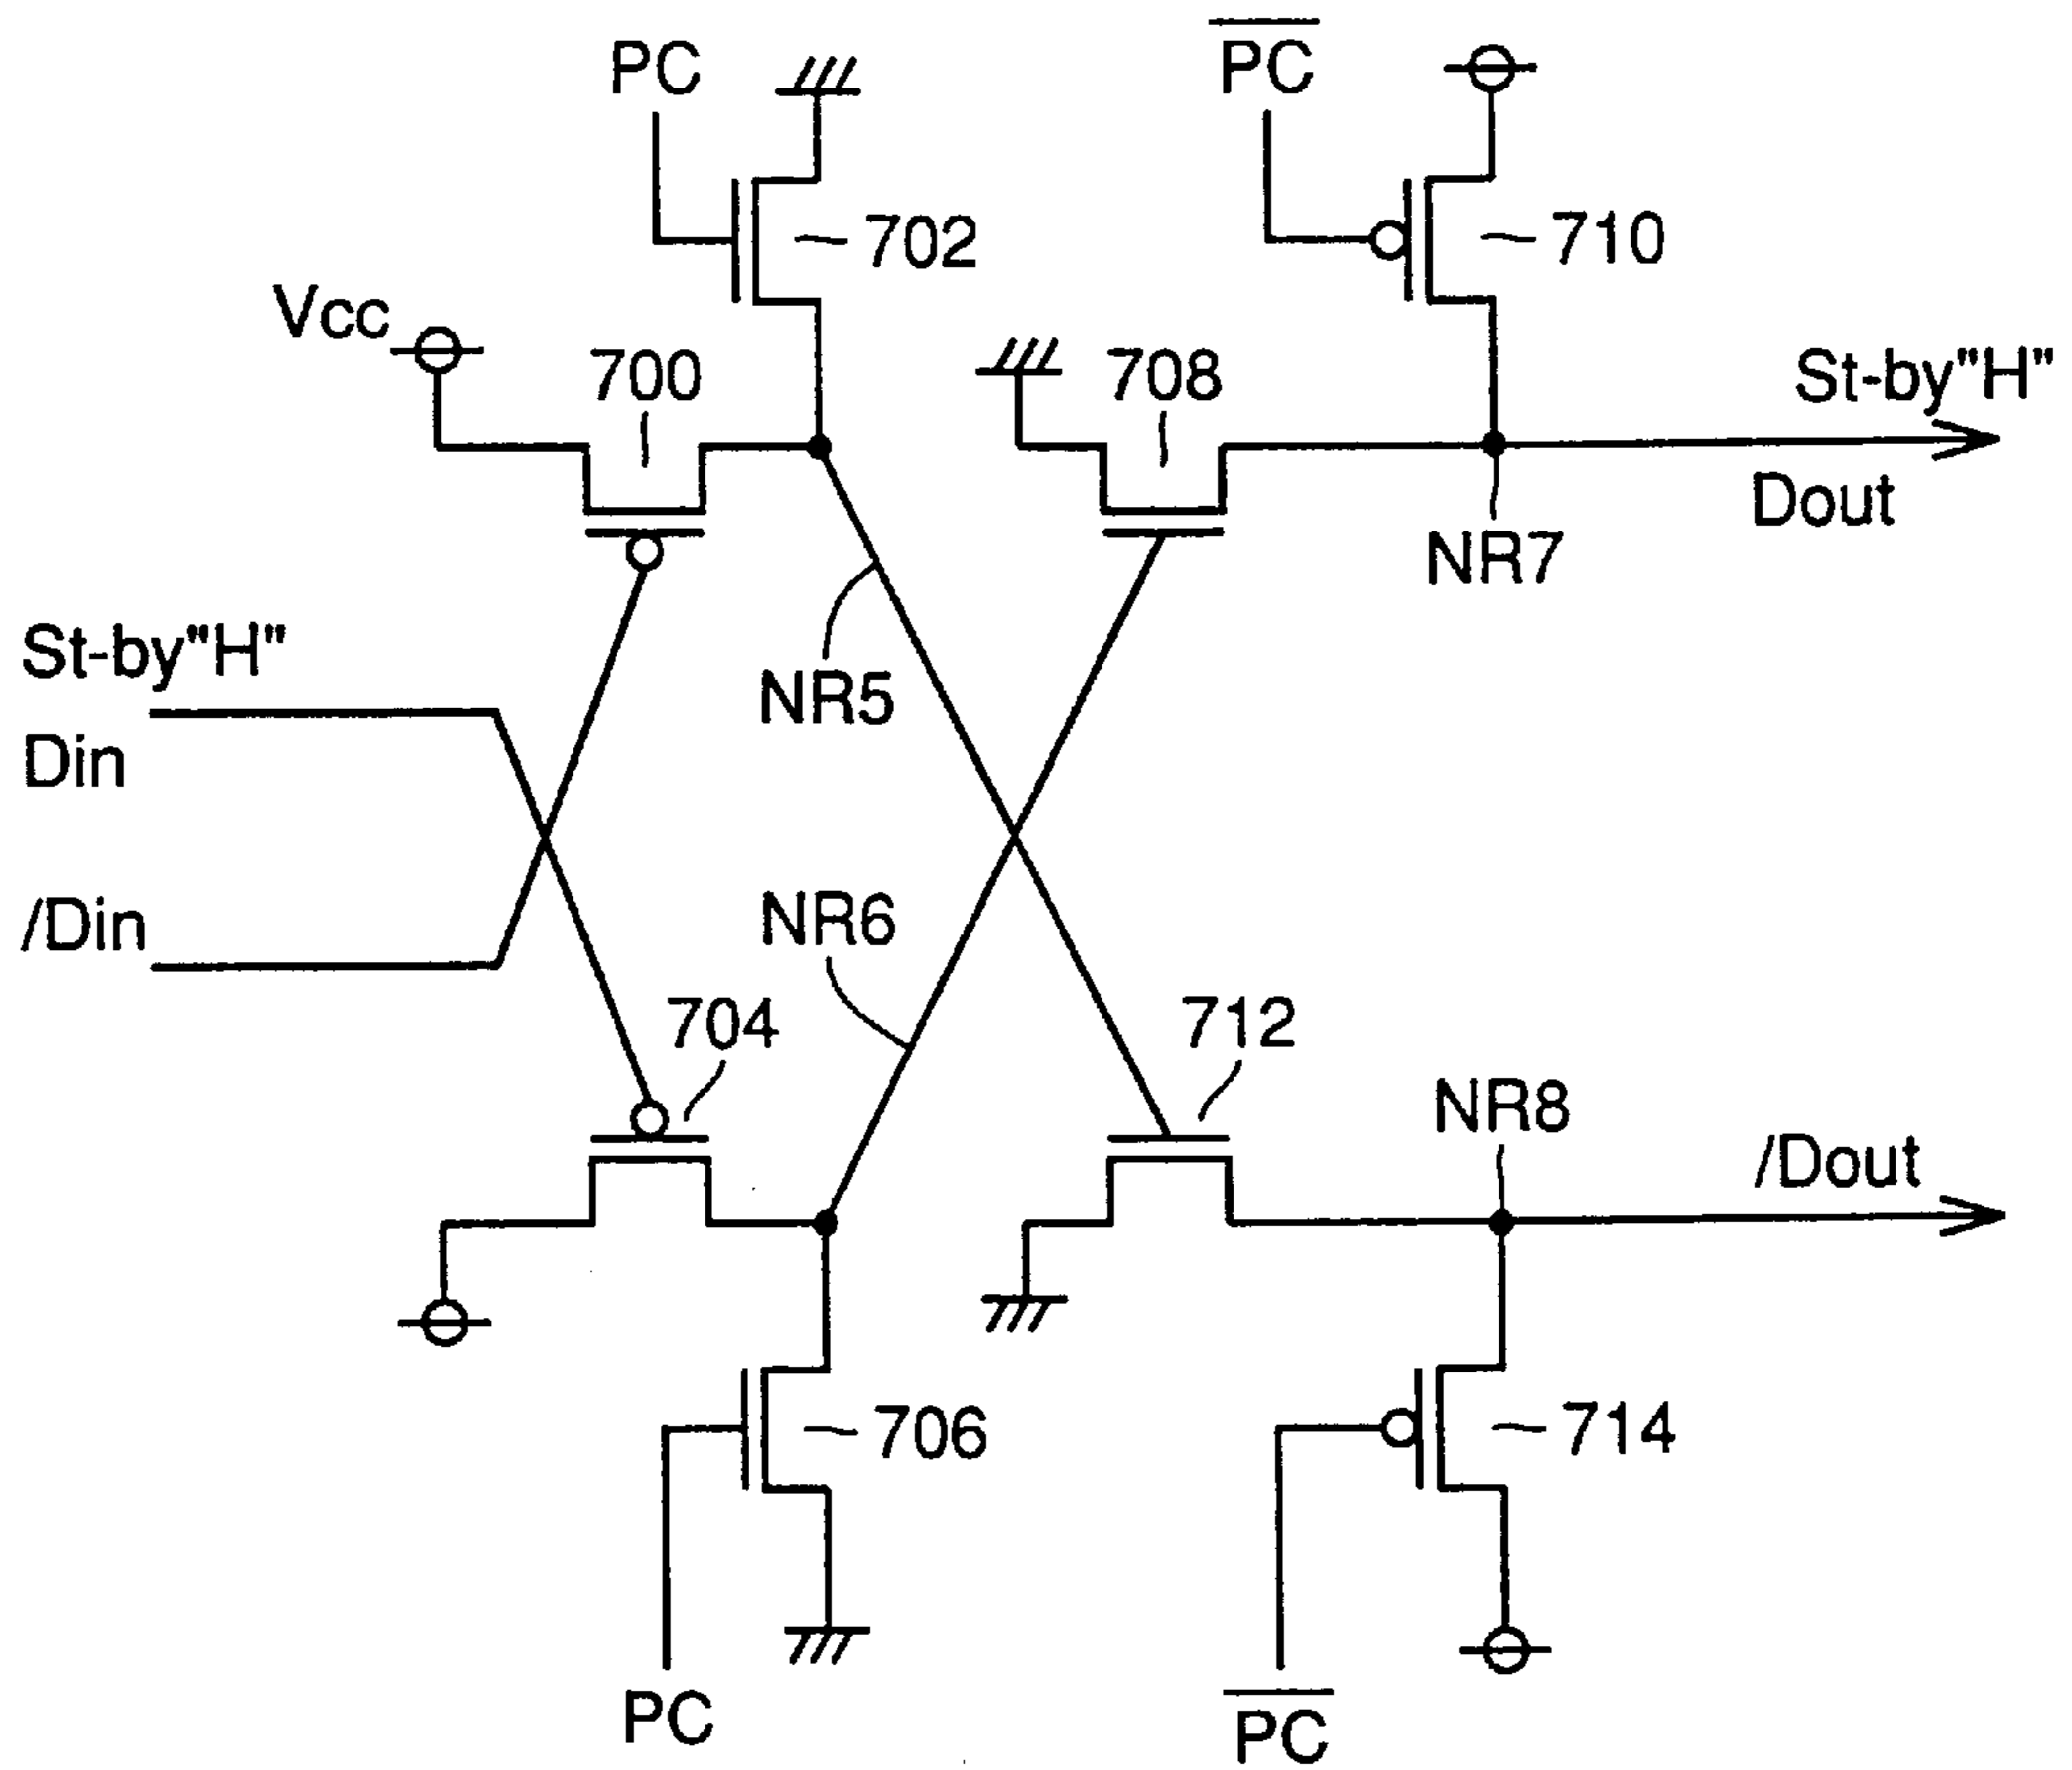 PC
PC
702
710
Vcc
700
708
St-by"H"
Dout
NR7
St-by"H"
NR5
Din
NR6
/Din
704
712
NR8
/Dout
706
714
PC
PC